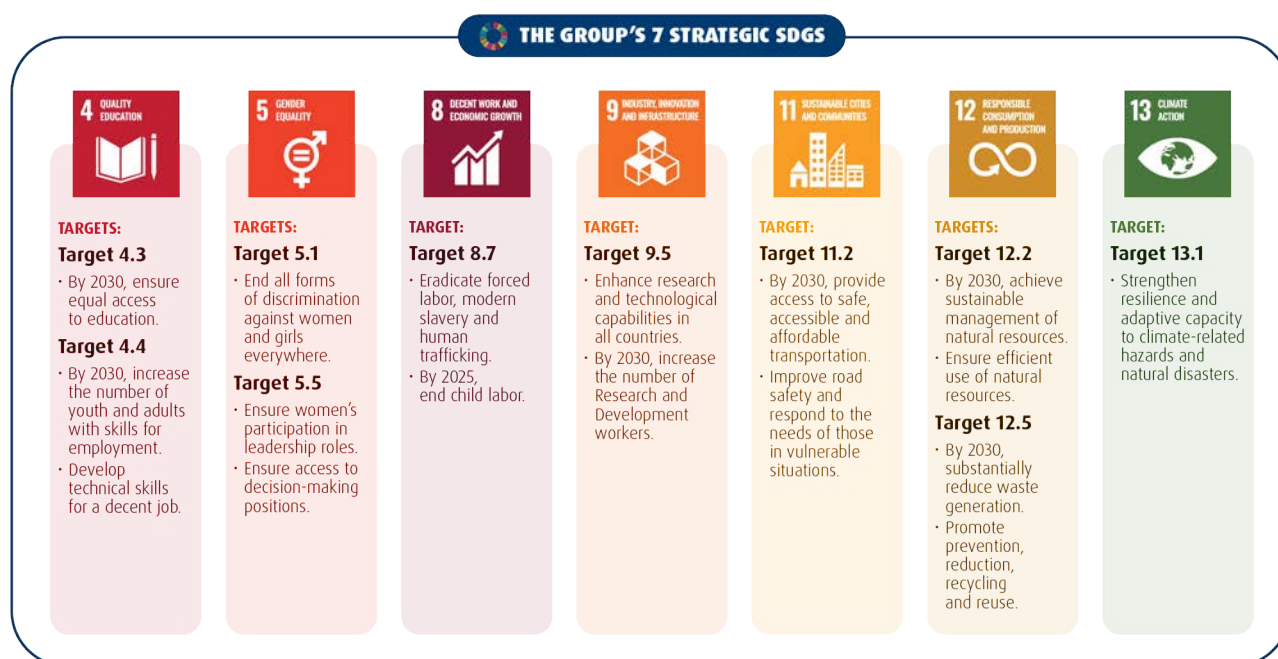 THE GROUP'S 7 STRATEGIC SDGS
4 QUALITY
EDUCATION
TARGETS:
Target 4.3
· By 2030, ensure
equal access
to education.
Target 4.4
· By 2030, increase
the number of
youth and adults
with skills for
employment.
· Develop
technical skills
for a decent job.
5 GENDER
EQUALITY
TARGETS:
Target 5.1
· End all forms
of discrimination
against women
and girls
everywhere.
Target 5.5
· Ensure women's
participation in
leadership roles.
· Ensure access to
decision-making
positions.
8 DECENT WORK AND
ECONOMIC GROWTH
TARGET:
Target 8.7
· Eradicate forced
labor, modern
slavery and
human
trafficking.
· By 2025,
end child labor.
9 INDUSTRY, INNOVATION
AND INFRASTRUCTURE
TARGET:
Target 9.5
· Enhance research
and technological
capabilities in
all countries.
· By 2030, increase
the number of
Research and
Development
workers.
11 SUSTAINABLE CITIES
AND COMMUNITIES
TARGET:
Target 11.2
· By 2030, provide
access to safe,
accessible and
affordable
transportation.
· Improve road
safety and
respond to the
needs of those
in vulnerable
situations.
12 RESPONSIBLE
CONSUMPTION
AND PRODUCTION
TARGETS:
Target 12.2
· By 2030, achieve
sustainable
management of
natural resources.
· Ensure efficient
use of natural
resources.
Target 12.5
· By 2030,
substantially
reduce waste
generation.
· Promote
prevention,
reduction,
recycling
and reuse.
13 CLIMATE
ACTION
TARGET:
Target 13.1
· Strengthen
resilience and
adaptive capacity
to climate-related
hazards and
natural disasters.